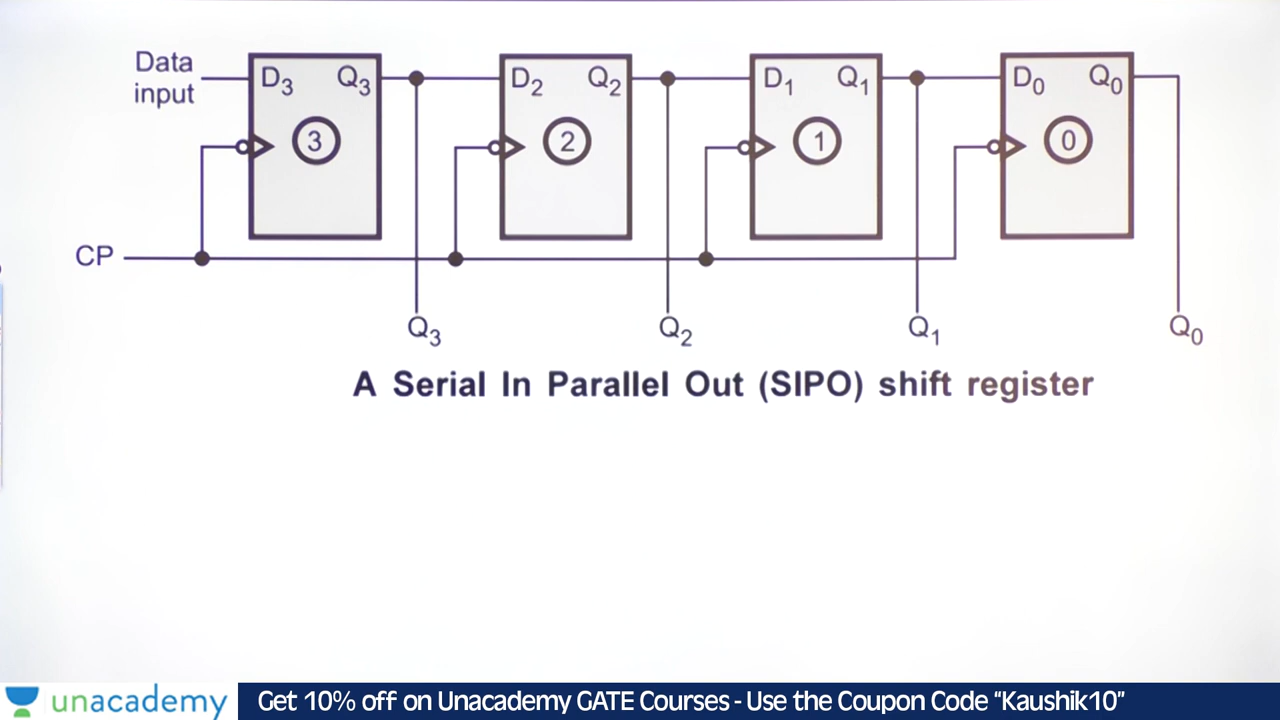 Data input
D3 Q3 D2 Q2 D1 Q1 D0 Q0
3 2 1 0
CP
Q3 Q2 Q1 Q0
A Serial In Parallel Out (SIPO) shift register
unacademy
Get 10% off on Unacademy GATE Courses - Use the Coupon Code “Kaushik10”